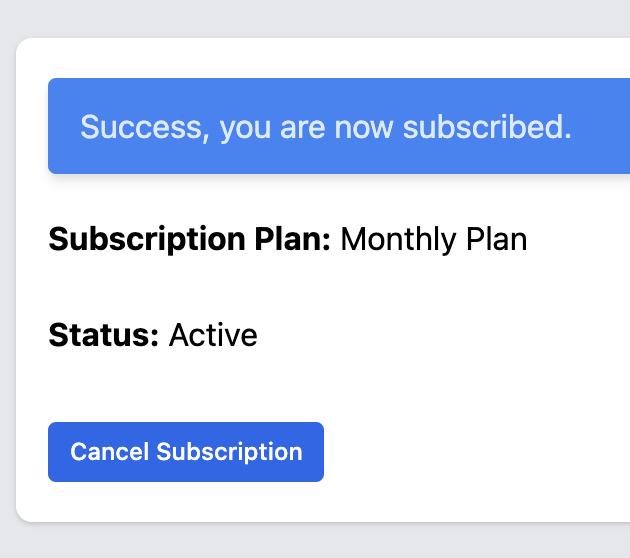 Success, you are now subscribed.
Subscription Plan: Monthly Plan
Status: Active
Cancel Subscription